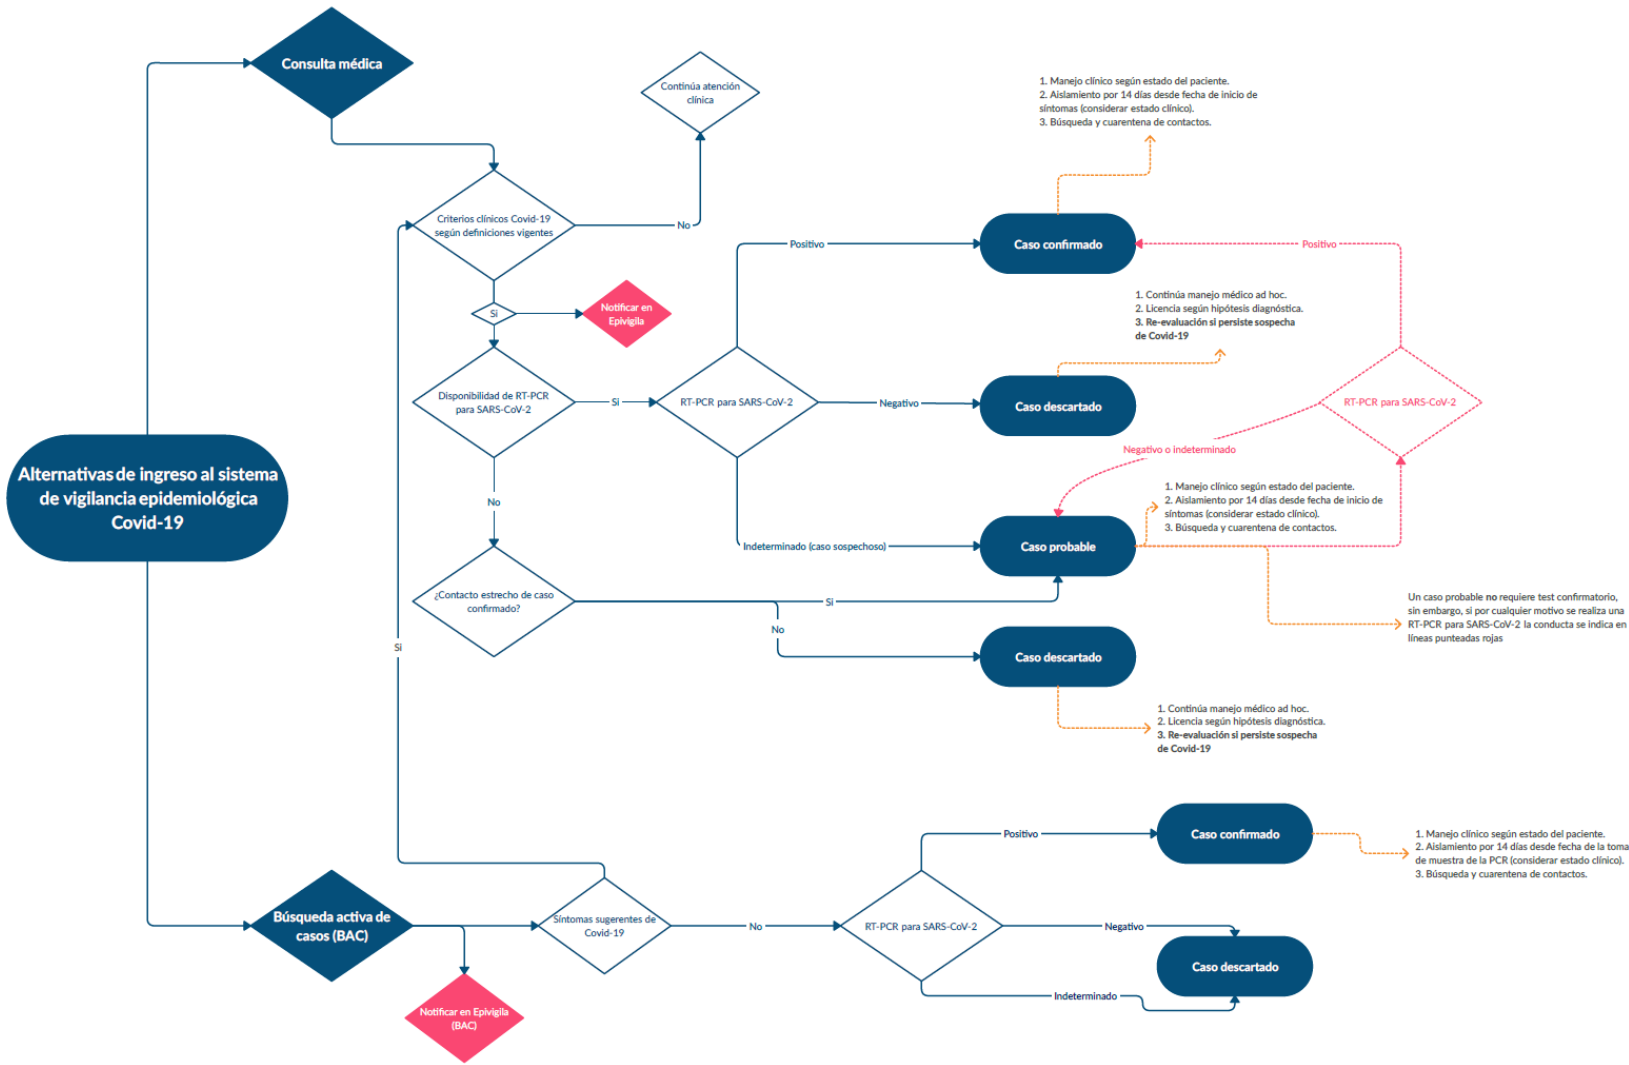 Consulta médica
Continúa atención
clínica
1. Manejo clínico según estado del paciente.
2. Aislamiento por 14 días desde fecha de inicio de
síntomas (considerar estado clínico).
3. Búsqueda y cuarentena de contactos.
Criterios clínicos Covid-19
según definiciones vigentes
No
Positivo
Caso confirmado
Positivo
Si
Notificar en
Epivigila
1. Continúa manejo médico ad hoc.
2. Licencia según hipótesis diagnóstica.
3. Re-evaluación si persiste sospecha
de Covid-19
Disponibilidad de RT-PCR
para SARS-CoV-2
Si
RT-PCR para SARS-CoV-2
Negativo
Caso descartado
RT-PCR para SARS-CoV-2
Negativo o indeterminado
Alternativas de ingreso al sistema
de vigilancia epidemiológica
Covid-19
No
1. Manejo clínico según estado del paciente.
2. Aislamiento por 14 días desde fecha de inicio de
síntomas (considerar estado clínico).
3. Búsqueda y cuarentena de contactos.
Indeterminado (caso sospechoso)
Caso probable
¿Contacto estrecho de caso
confirmado?
Si
No
Un caso probable no requiere test confirmatorio,
sin embargo, si por cualquier motivo se realiza una
RT-PCR para SARS-CoV-2 la conducta se indica en
líneas punteadas rojas
Si
Caso descartado
1. Continúa manejo médico ad hoc.
2. Licencia según hipótesis diagnóstica.
3. Re-evaluación si persiste sospecha
de Covid-19
Positivo
Caso confirmado
1. Manejo clínico según estado del paciente.
2. Aislamiento por 14 días desde fecha de la toma
de muestra de la PCR (considerar estado clínico).
3. Búsqueda y cuarentena de contactos.
Búsqueda activa de
casos (BAC)
Síntomas sugerentes de
Covid-19
No
RT-PCR para SARS-CoV-2
Negativo
Caso descartado
Indeterminado
Notificar en Epivigila
(BAC)